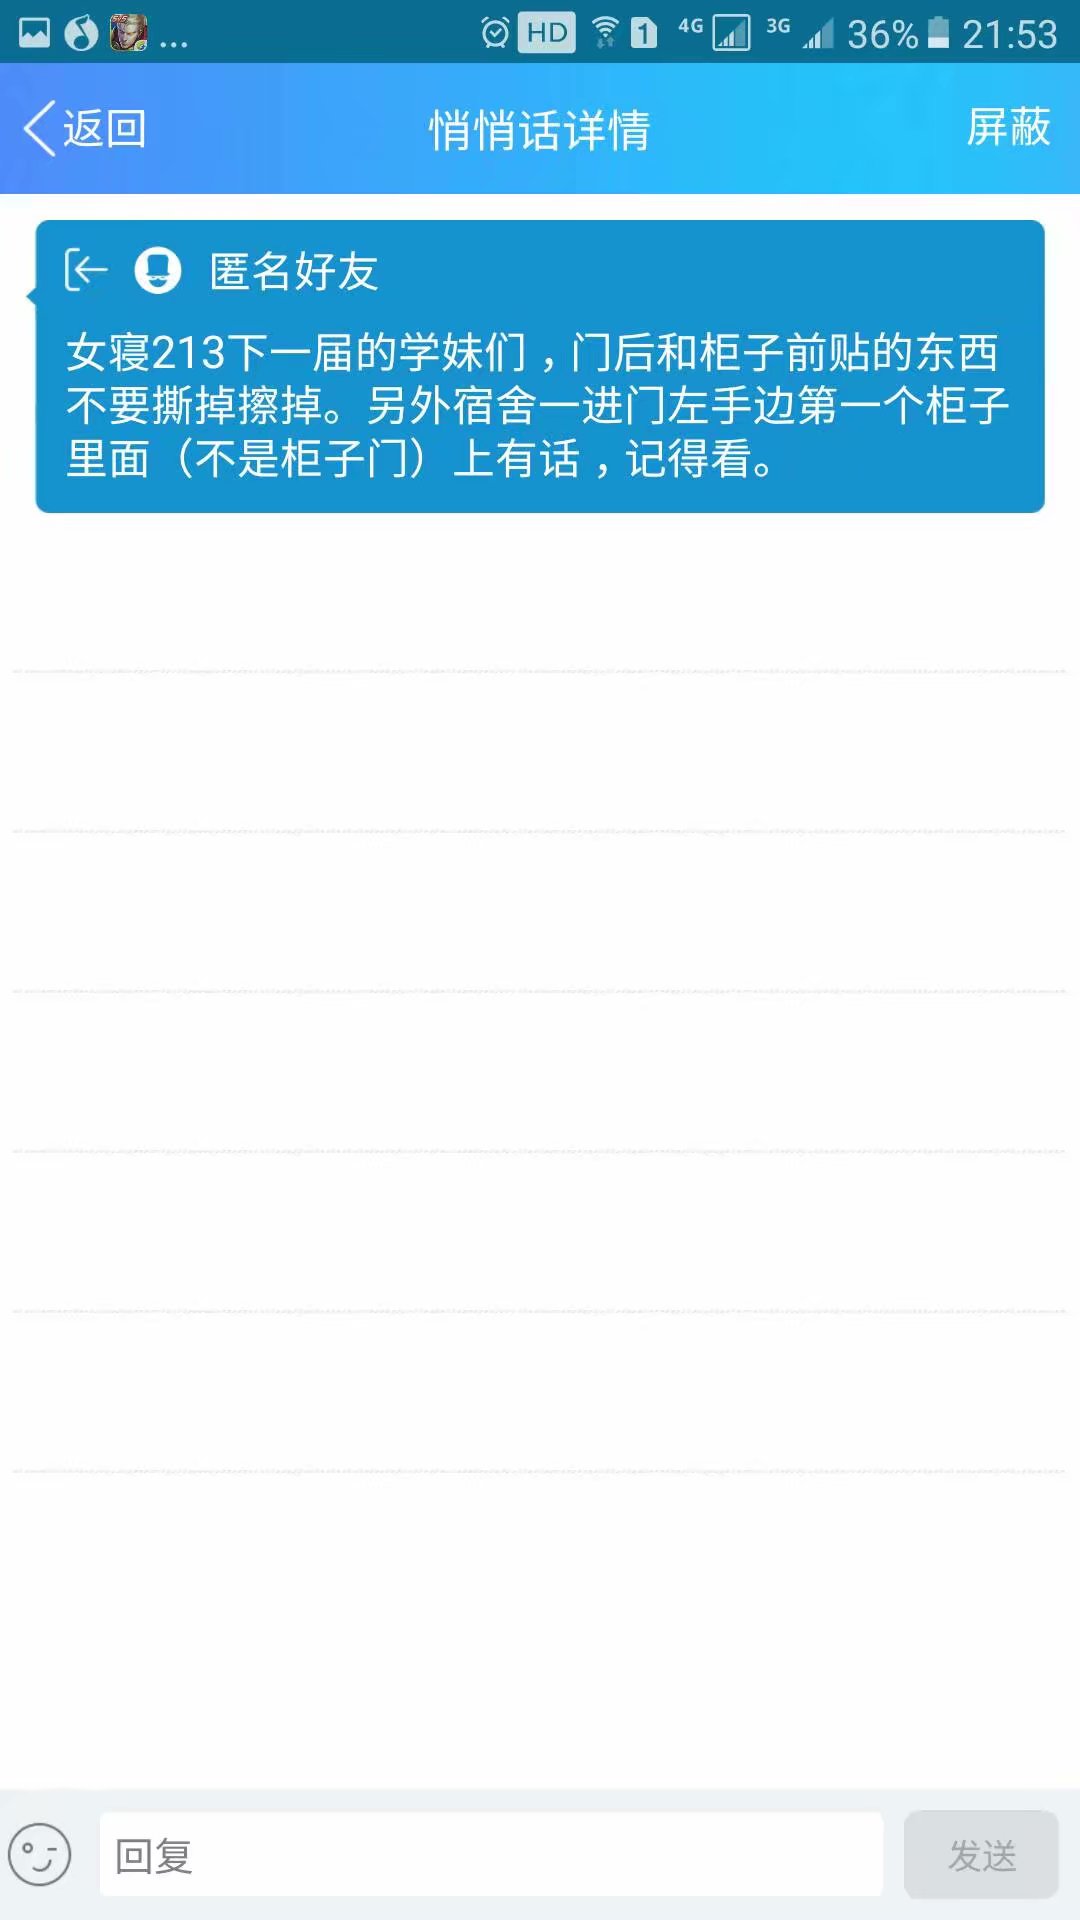 ... HD 1 4G 3G 36% 21:53
返回 悄悄话详情 屏蔽
匿名好友
女寝213下一届的学妹们，门后和柜子前贴的东西
不要撕掉擦掉。另外宿舍一进门左手边第一个柜子
里面（不是柜子门）上有话，记得看。
回复 发送